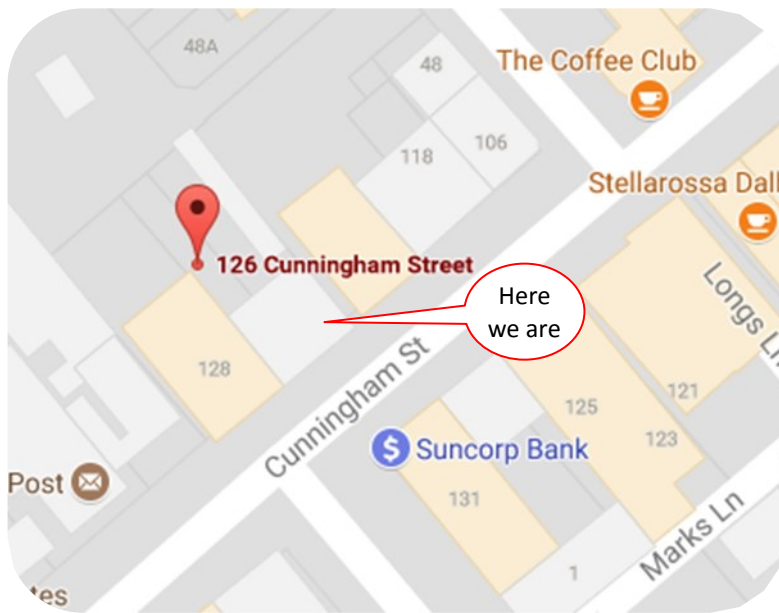 48A
The Coffee Club
48
106
118
Stellarossa Dall
126 Cunningham Street
Here
we are
Longs Ln
128
Cunningham St
121
125
123
Suncorp Bank
Post
131
Marks Ln
1
tes